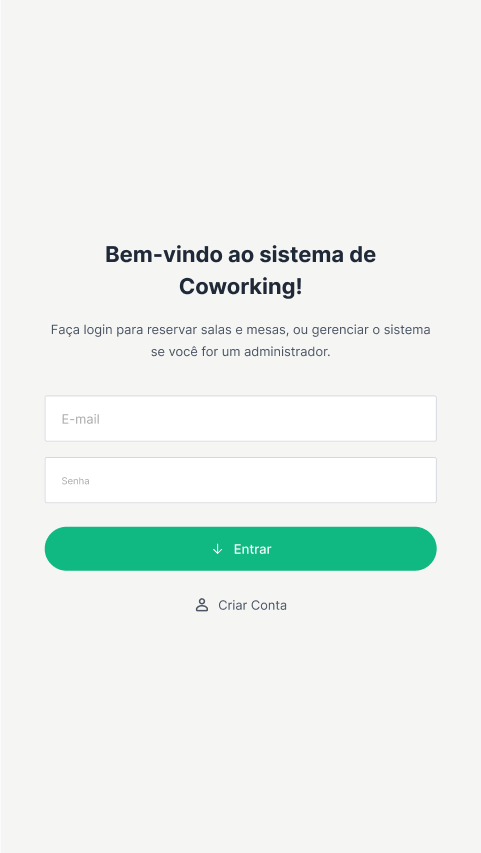 Bem-vindo ao sistema de
Coworking!
Faça login para reservar salas e mesas, ou gerenciar o sistema
se você for um administrador.
E-mail
Senha
Entrar
Criar Conta